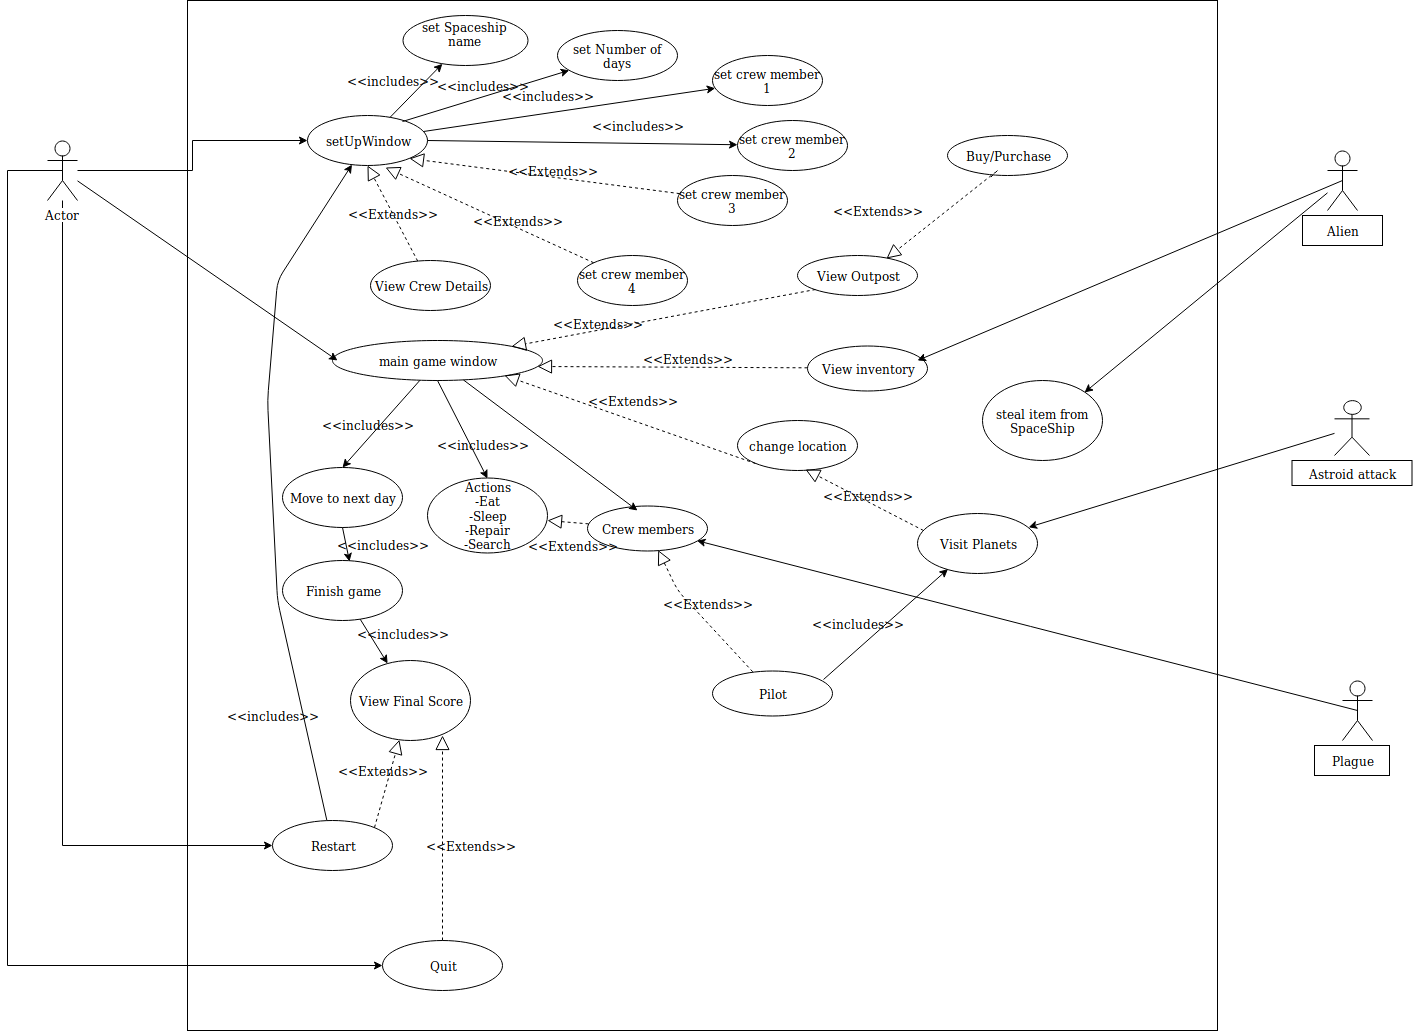 set Spaceship
name
set Number of
days
<<includes>>
<<includes>>
set crew member
1
<<includes>>
setUpWindow
<<includes>>
set crew member
2
Buy/Purchase
<<Extends>>
set crew member
3
Actor
<<Extends>>
<<Extends>>
<<Extends>>
Alien
View Crew Details
set crew member
4
View Outpost
<<Extends>>
main game window
<<Extends>>
View inventory
<<Extends>>
steal item from
SpaceShip
<<includes>>
<<includes>>
change location
Astroid attack
Move to next day
Actions
-Eat
-Sleep
-Repair
-Search
<<Extends>>
Crew members
<<Extends>>
Visit Planets
<<includes>>
Finish game
<<Extends>>
<<includes>>
<<includes>>
View Final Score
Pilot
<<includes>>
<<Extends>>
Plague
Restart
<<Extends>>
Quit